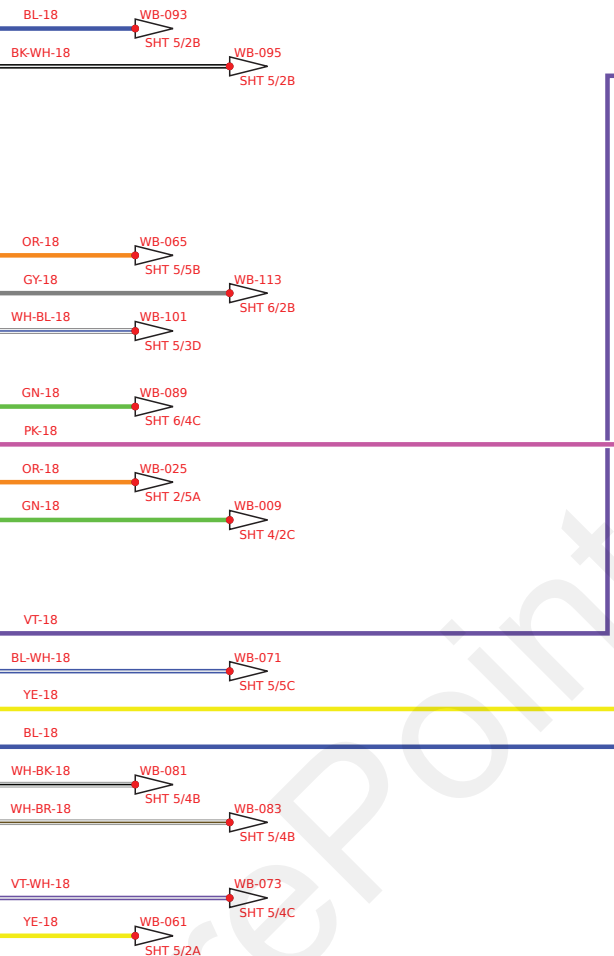 BL-18 WB-093
SHT 5/2B
BK-WH-18 WB-095
SHT 5/2B
OR-18 WB-065
SHT 5/5B
GY-18 WB-113
SHT 6/2B
WH-BL-18 WB-101
SHT 5/3D
GN-18 WB-089
SHT 6/4C
PK-18
OR-18 WB-025
SHT 2/5A
GN-18 WB-009
SHT 4/2C
VT-18
BL-WH-18 WB-071
SHT 5/5C
YE-18
BL-18
WH-BK-18 WB-081
SHT 5/4B
WH-BR-18 WB-083
SHT 5/4B
VT-WH-18 WB-073
SHT 5/4C
YE-18 WB-061
SHT 5/2A
rePoint